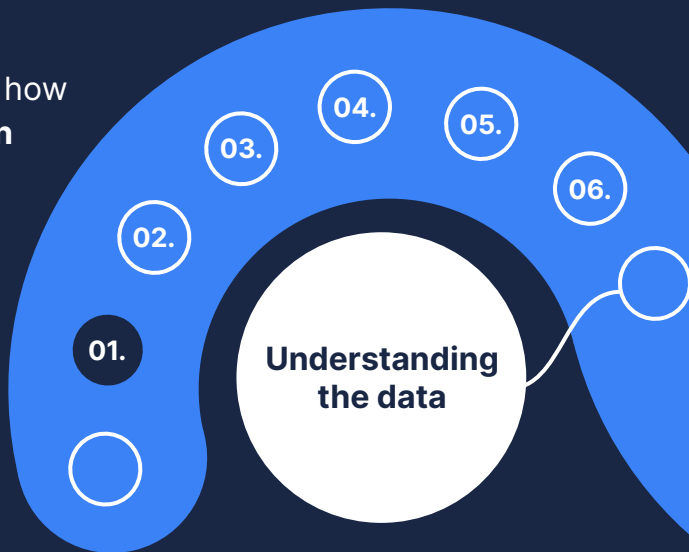 how
n
04.
05.
03.
06.
02.
01.
Understanding
the data